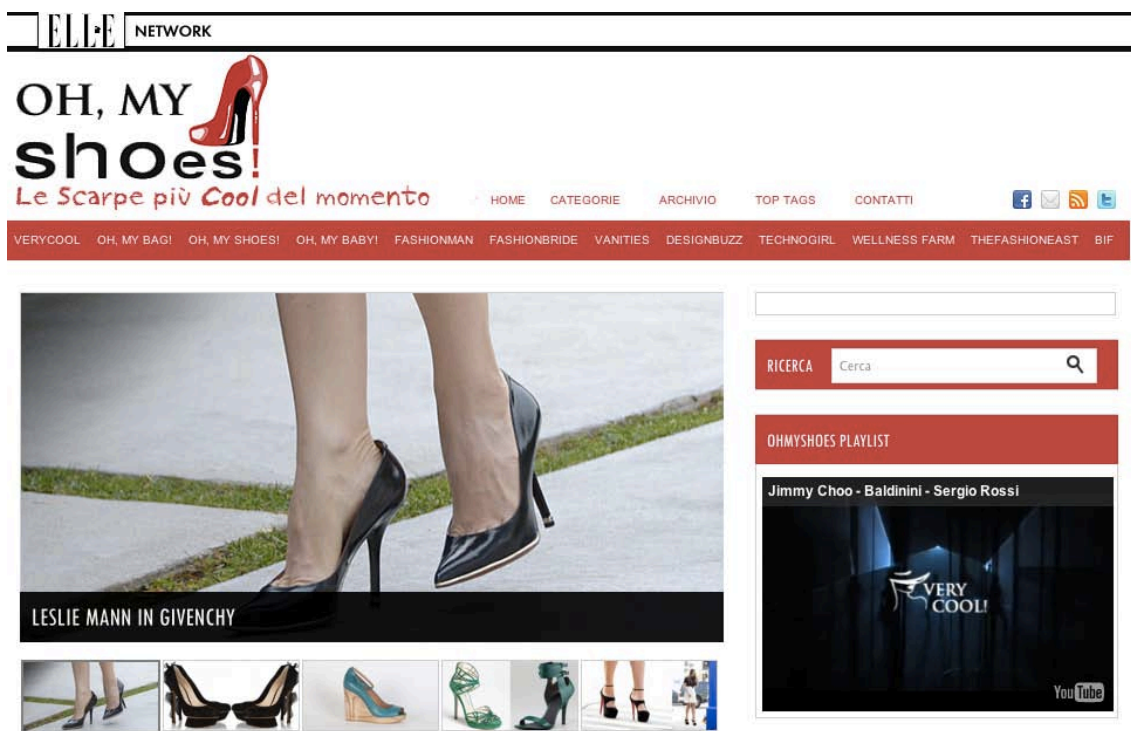 ELLE NETWORK
OH, MY
shoes!
Le Scarpe più Cool del momento
HOME CATEGORIE ARCHIVIO TOP TAGS CONTATTI
VERYCOOL OH, MY BAG! OH, MY SHOES! OH, MY BABY! FASHIONMAN FASHIONBRIDE VANITIES DESIGNBUZZ TECHNOGIRL WELLNESS FARM THEFASHIONEAST BIF
RICERCA Cerca
OHMYSHOES PLAYLIST
Jimmy Choo - Baldinini - Sergio Rossi
VERY
COOL!
YouTube
LESLIE MANN IN GIVENCHY